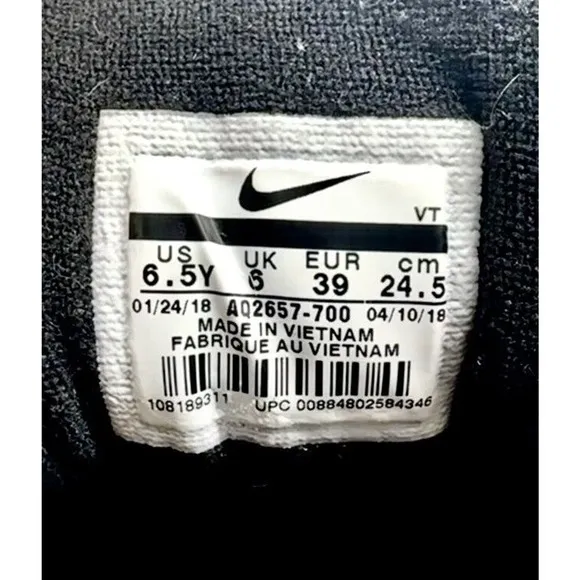 VT
US UK EUR cm
6.5Y 6 39 24.5
01/24/18 AQ2657-700 04/10/18
MADE IN VIETNAM
FABRIQUE AU VIETNAM
108189311 UPC 00884802584346